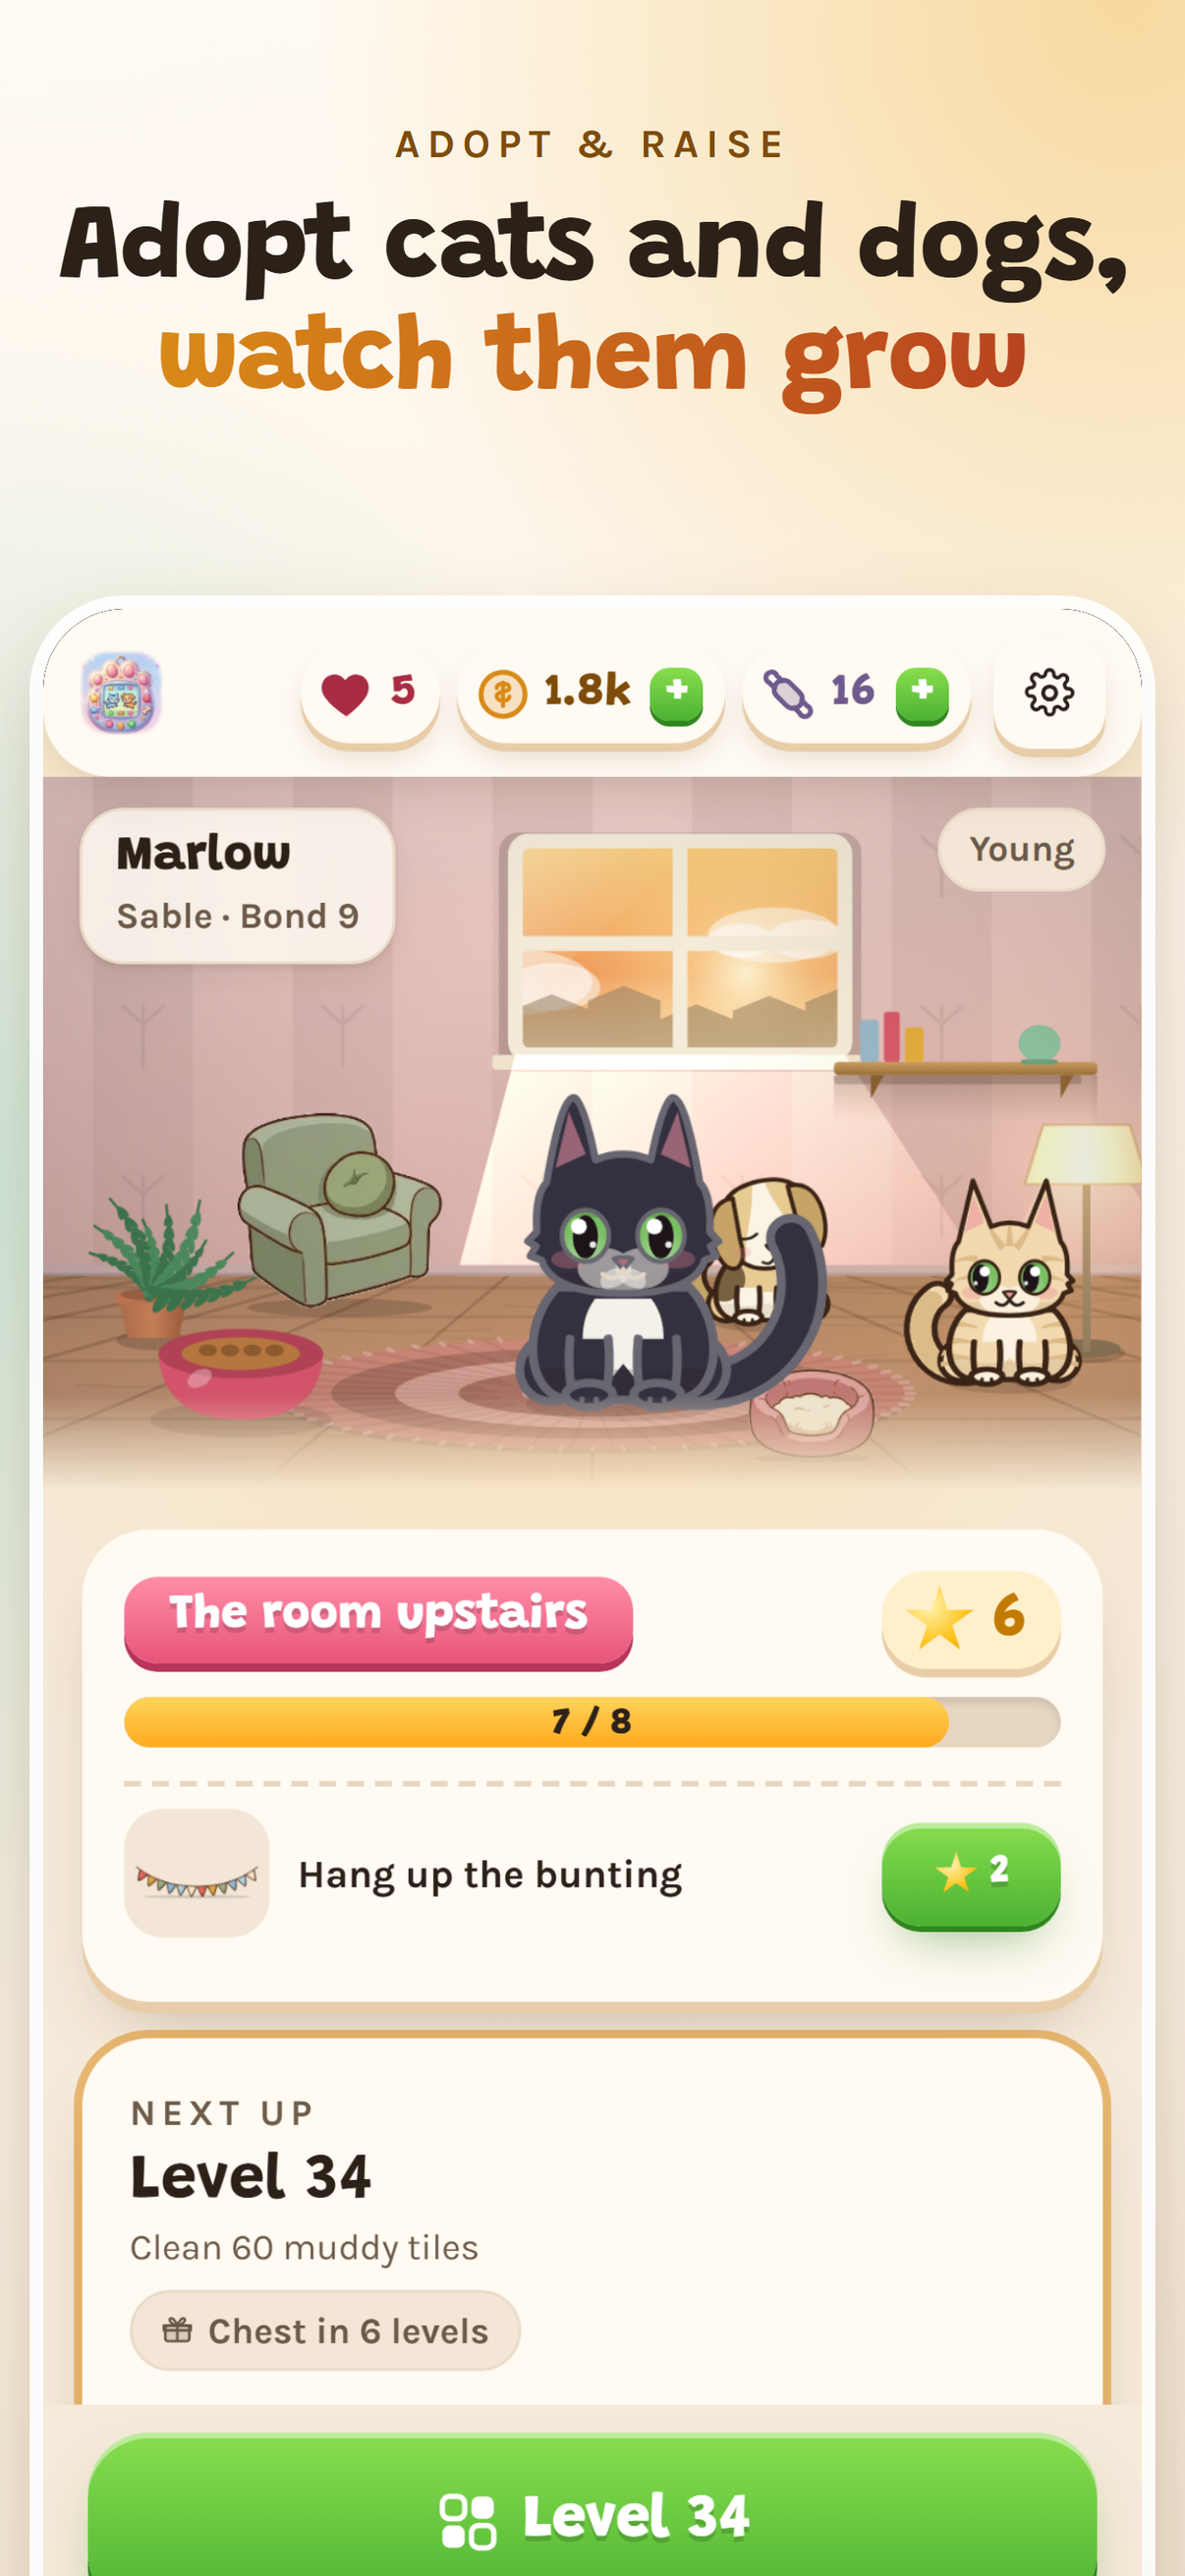 ADOPT & RAISE
Adopt cats and dogs,
watch them grow
5
1.8k
+
16
+
Marlow
Sable · Bond 9
Young
The room upstairs
6
7 / 8
Hang up the bunting
2
NEXT UP
Level 34
Clean 60 muddy tiles
Chest in 6 levels
Level 34